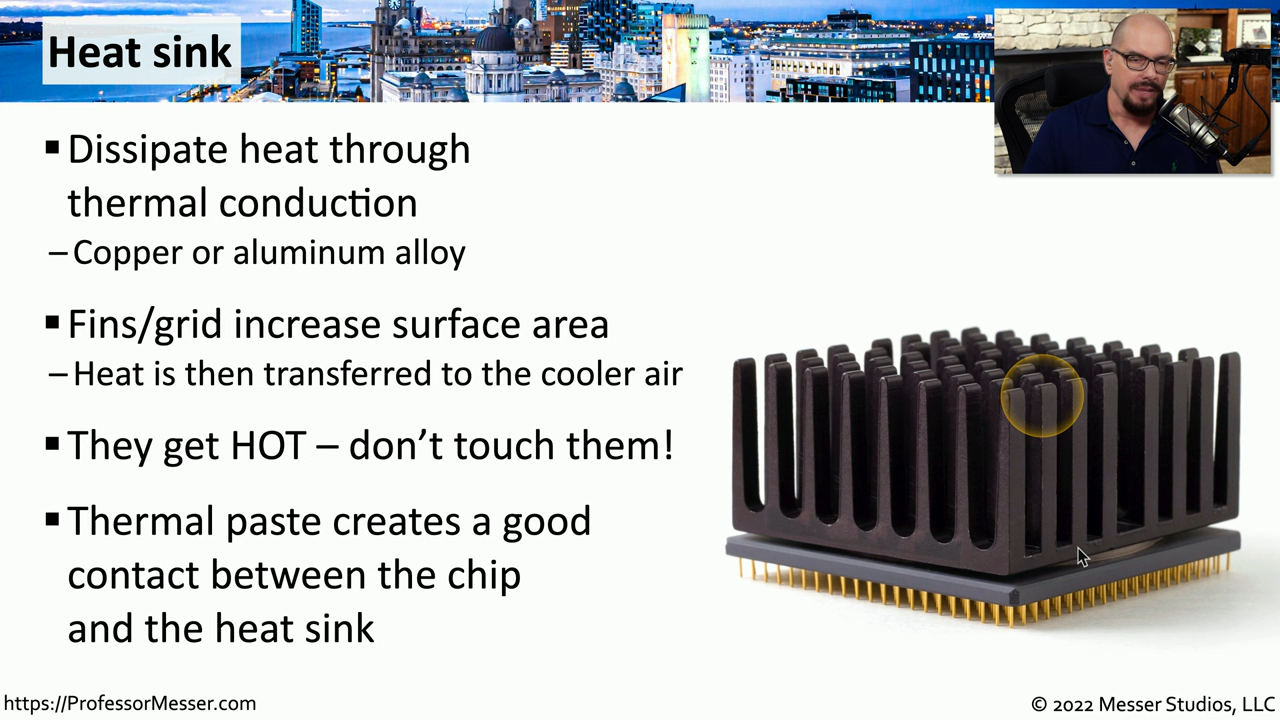 Heat sink
▪ Dissipate heat through
thermal conduction
– Copper or aluminum alloy
▪ Fins/grid increase surface area
– Heat is then transferred to the cooler air
▪ They get HOT – don’t touch them!
▪ Thermal paste creates a good
contact between the chip
and the heat sink
https://ProfessorMesser.com
© 2022 Messer Studios, LLC